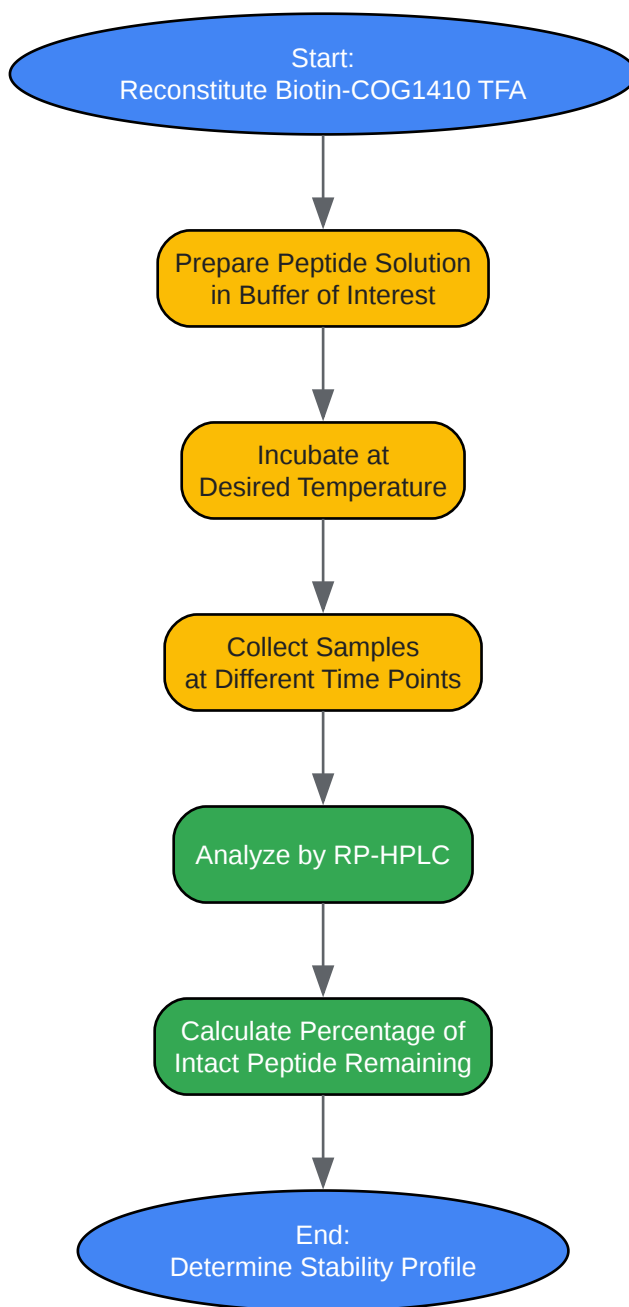 Start:
Reconstitute Biotin-COG1410 TFA
Prepare Peptide Solution
in Buffer of Interest
Incubate at
Desired Temperature
Collect Samples
at Different Time Points
Analyze by RP-HPLC
Calculate Percentage of
Intact Peptide Remaining
End:
Determine Stability Profile